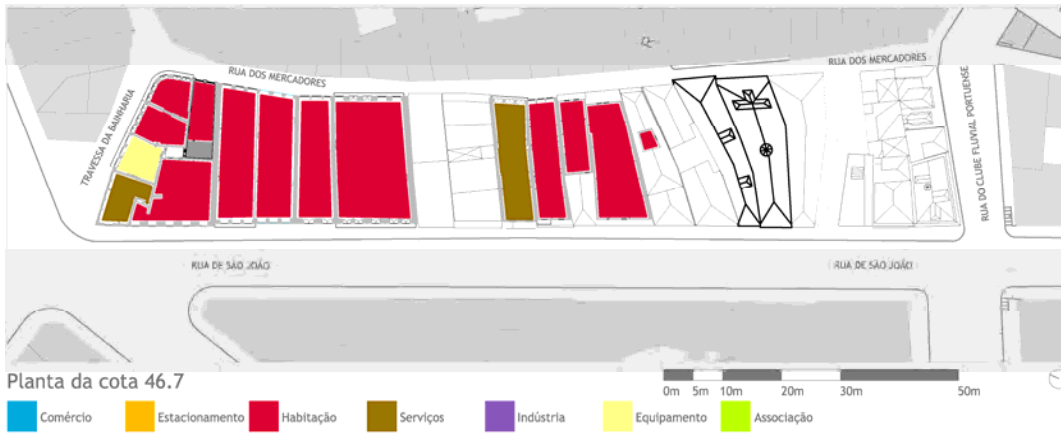 RUA DOS MERCADORES
RUA DOS MERCADORES
TRAVESSA DA BAINHARIA
RUA DO CLUBE FLUVIAL PORTUENSE
RUA DE SÃO JOÃO
RUA DE SÃO JOÃO
Planta da cota 46.7
0m 5m 10m 20m 30m 50m
Comércio Estacionamento Habitação Serviços Indústria Equipamento Associação